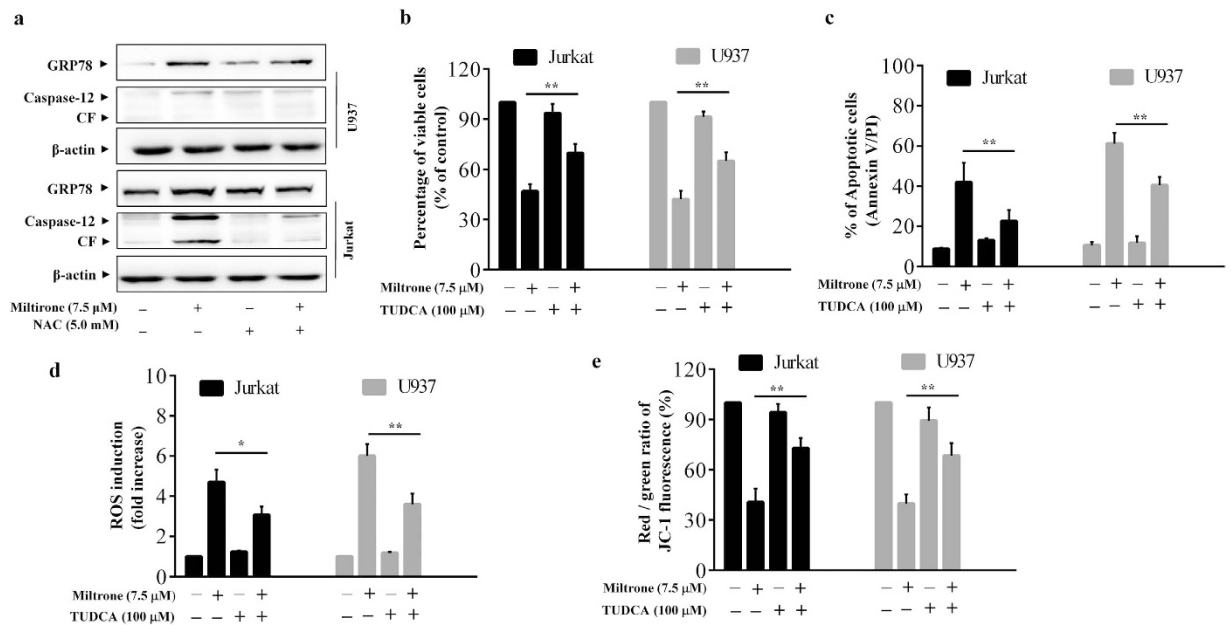 a
GRP78
Caspase-12
CF
β-actin
U937
GRP78
Caspase-12
CF
β-actin
Jurkat
Miltirone (7.5 μM) − + − +
NAC (5.0 mM) − − + +
b
Jurkat
U937
120
90
60
30
0
Percentage of viable cells
(% of control)
**
**
Miltrone (7.5 μM) − + − + − + − +
TUDCA (100 μM) − − + + − − + +
c
Jurkat
U937
100
80
60
40
20
0
% of Apoptotic cells
(Annexin V/PI)
**
**
Miltrone (7.5 μM) − + − + − + − +
TUDCA (100 μM) − − + + − − + +
d
Jurkat
U937
10
8
6
4
2
0
ROS induction
(fold increase)
*
**
Miltrone (7.5 μM) − + − + − + − +
TUDCA (100 μM) − − + + − − + +
e
Jurkat
U937
120
90
60
30
0
Red / green ratio of
JC-1 fluorescence (%)
**
**
Miltrone (7.5 μM) − + − + − + − +
TUDCA (100 μM) − − + + − − + +